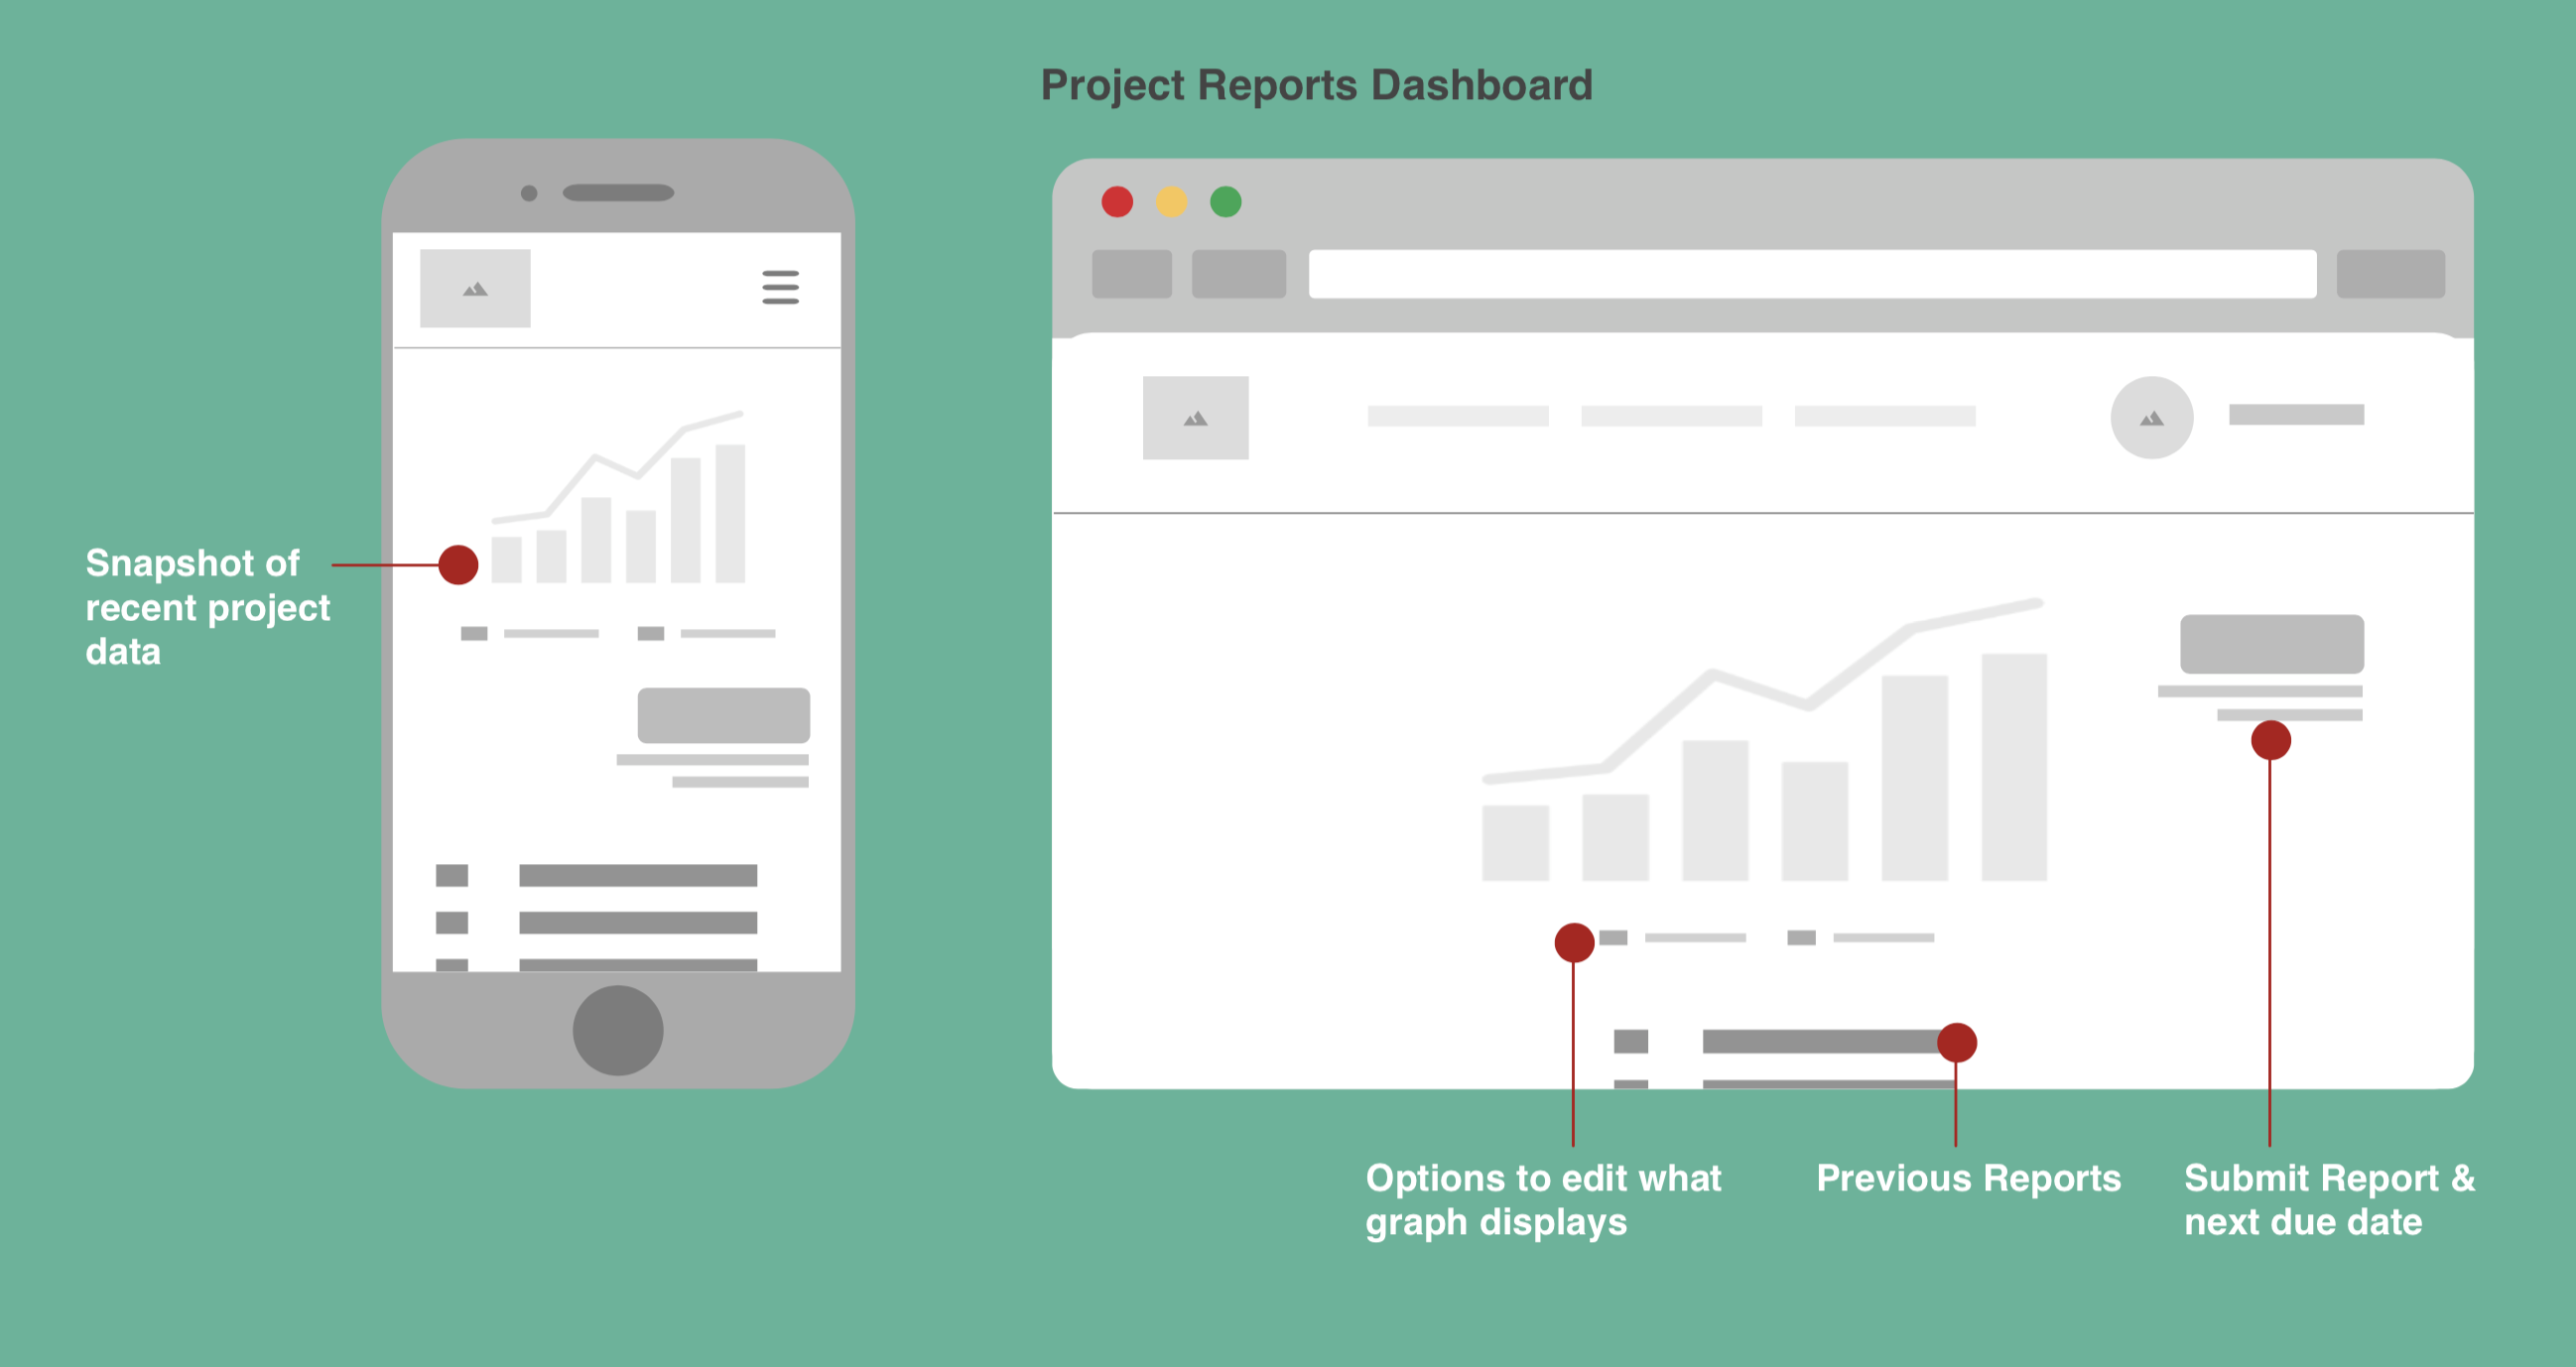 Project Reports Dashboard
Snapshot of
recent project
data
Options to edit what
graph displays
Previous Reports
Submit Report &
next due date